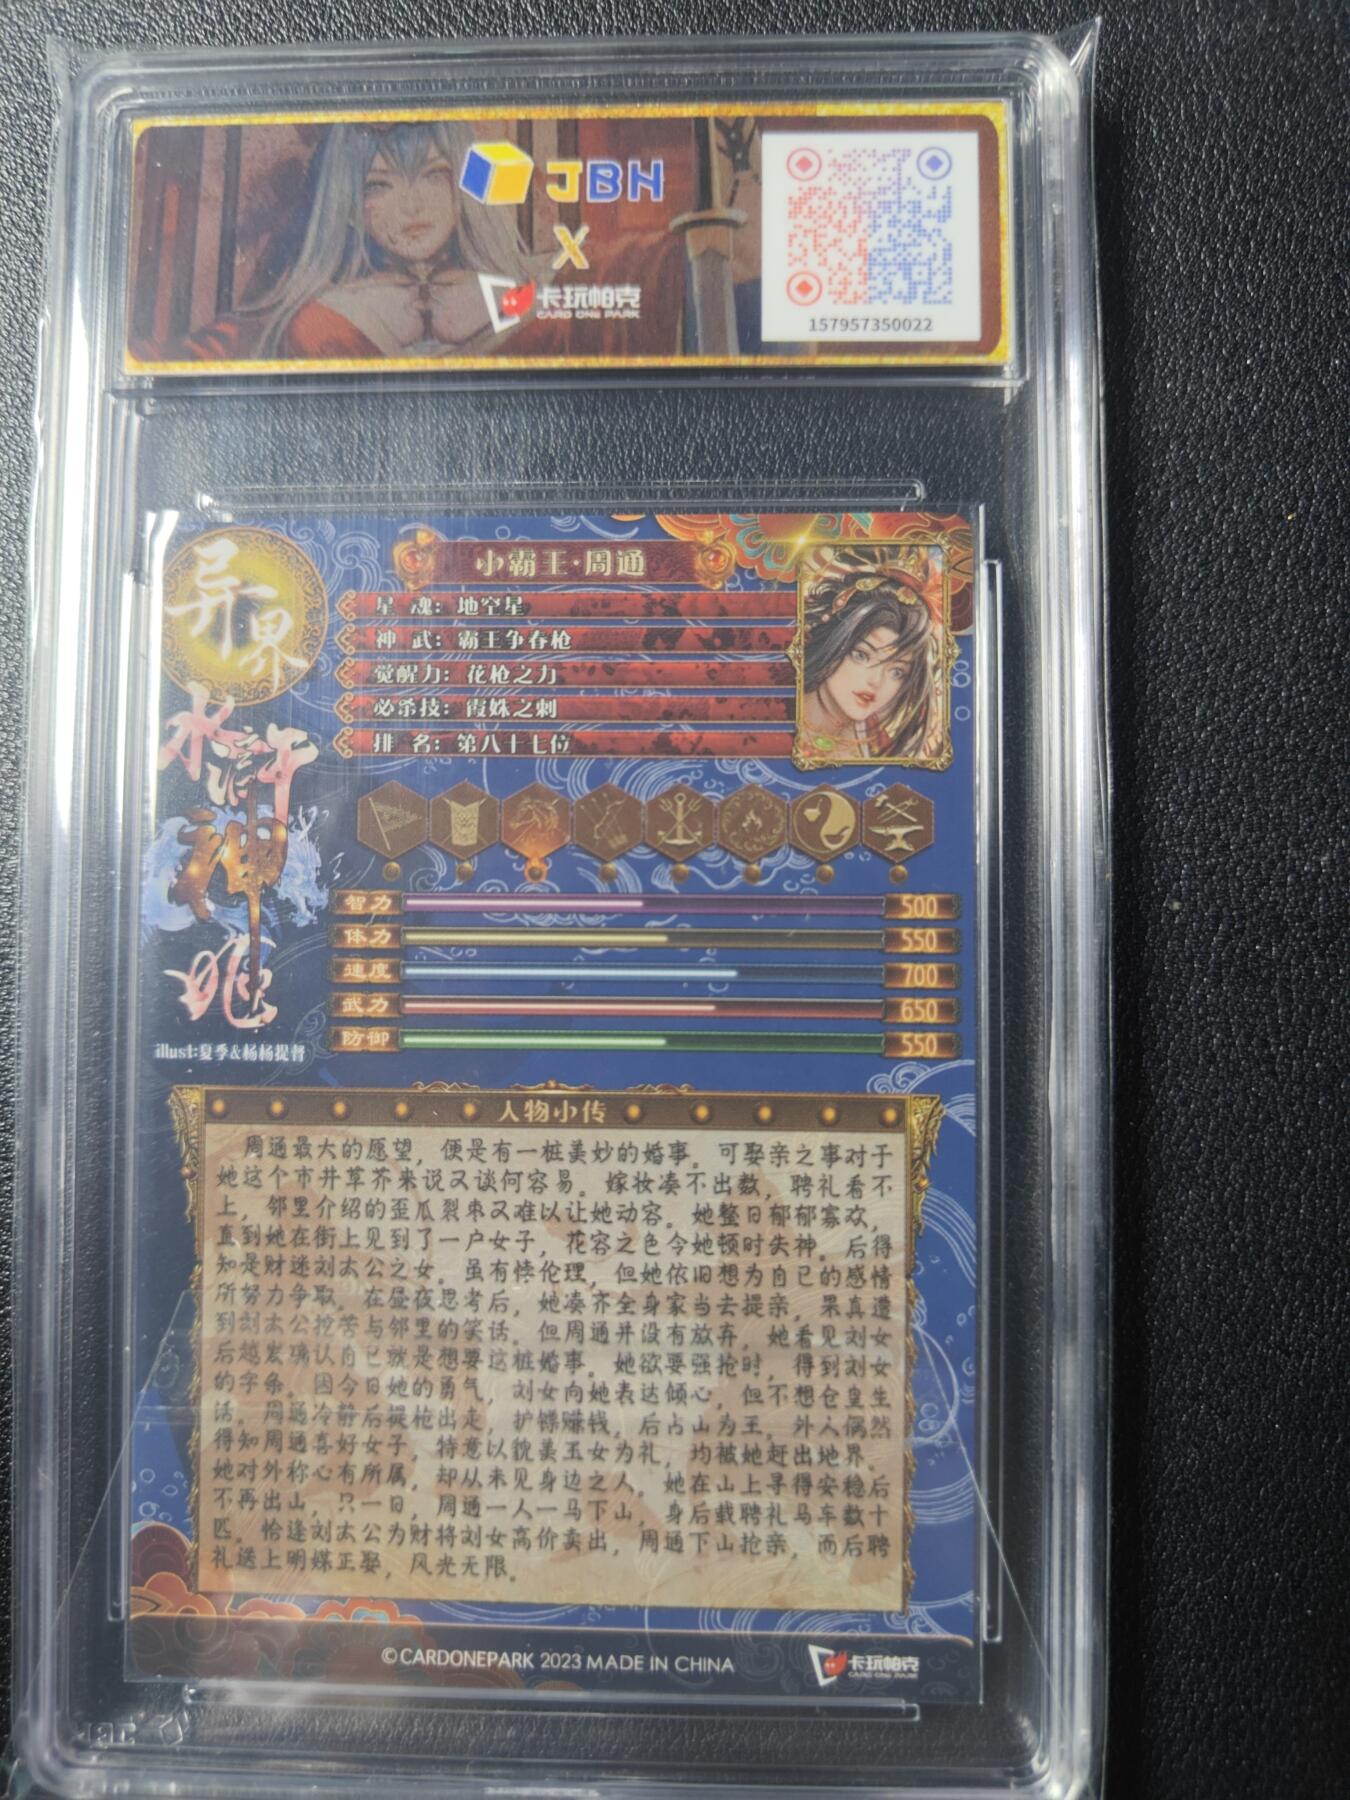 JBH
X
卡玩帕克
CARD ONE PARK
157957350022
异界
水浒
神
兆
小霸王·周通
星 魂：地空星
神 武：霸王争春枪
觉醒力：花枪之力
必杀技：霞姝之刺
排 名：第八十七位
智力 500
体力 550
速度 700
武力 650
防御 550
illust:夏季&杨杨提督
人物小传
周通最大的愿望，便是有一桩美妙的婚事。可娶亲之事对于
她这个市井草芥来说又谈何容易。嫁妆凑不出数，聘礼看不
上，邻里介绍的歪瓜裂枣又难以让她动容。她整日郁郁寡欢，
直到她在街上见到了一户女子，花容之色令她顿时失神。后得
知是财迷刘太公之女。虽有悖伦理，但她依旧想为自己的感情
所努力争取。在昼夜思考后，她凑齐全身家当去提亲，果真遭
到刘太公挖苦与邻里的笑话。但周通并没有放弃，她看见刘女
后越发确认自己就是想要这桩婚事。她欲要强抢时，得到刘女
的字条。因今日她的勇气，刘女向她表达倾心，但不想仓皇生
活。周通冷静后提枪出走，护镖赚钱，后占山为王。外人偶然
得知周通喜好女子，特意以貌美玉女为礼，均被她赶出地界。
她对外称心有所属，却从未见身边之人。她在山上寻得安稳后
不再出山，只一日，周通一人一马下山，身后载聘礼马车数十
匹。恰逢刘太公为财将刘女高价卖出，周通下山抢亲，而后聘
礼送上明媒正娶，风光无限。
©CARDONEPARK 2023 MADE IN CHINA
卡玩帕克
CARD ONE PARK